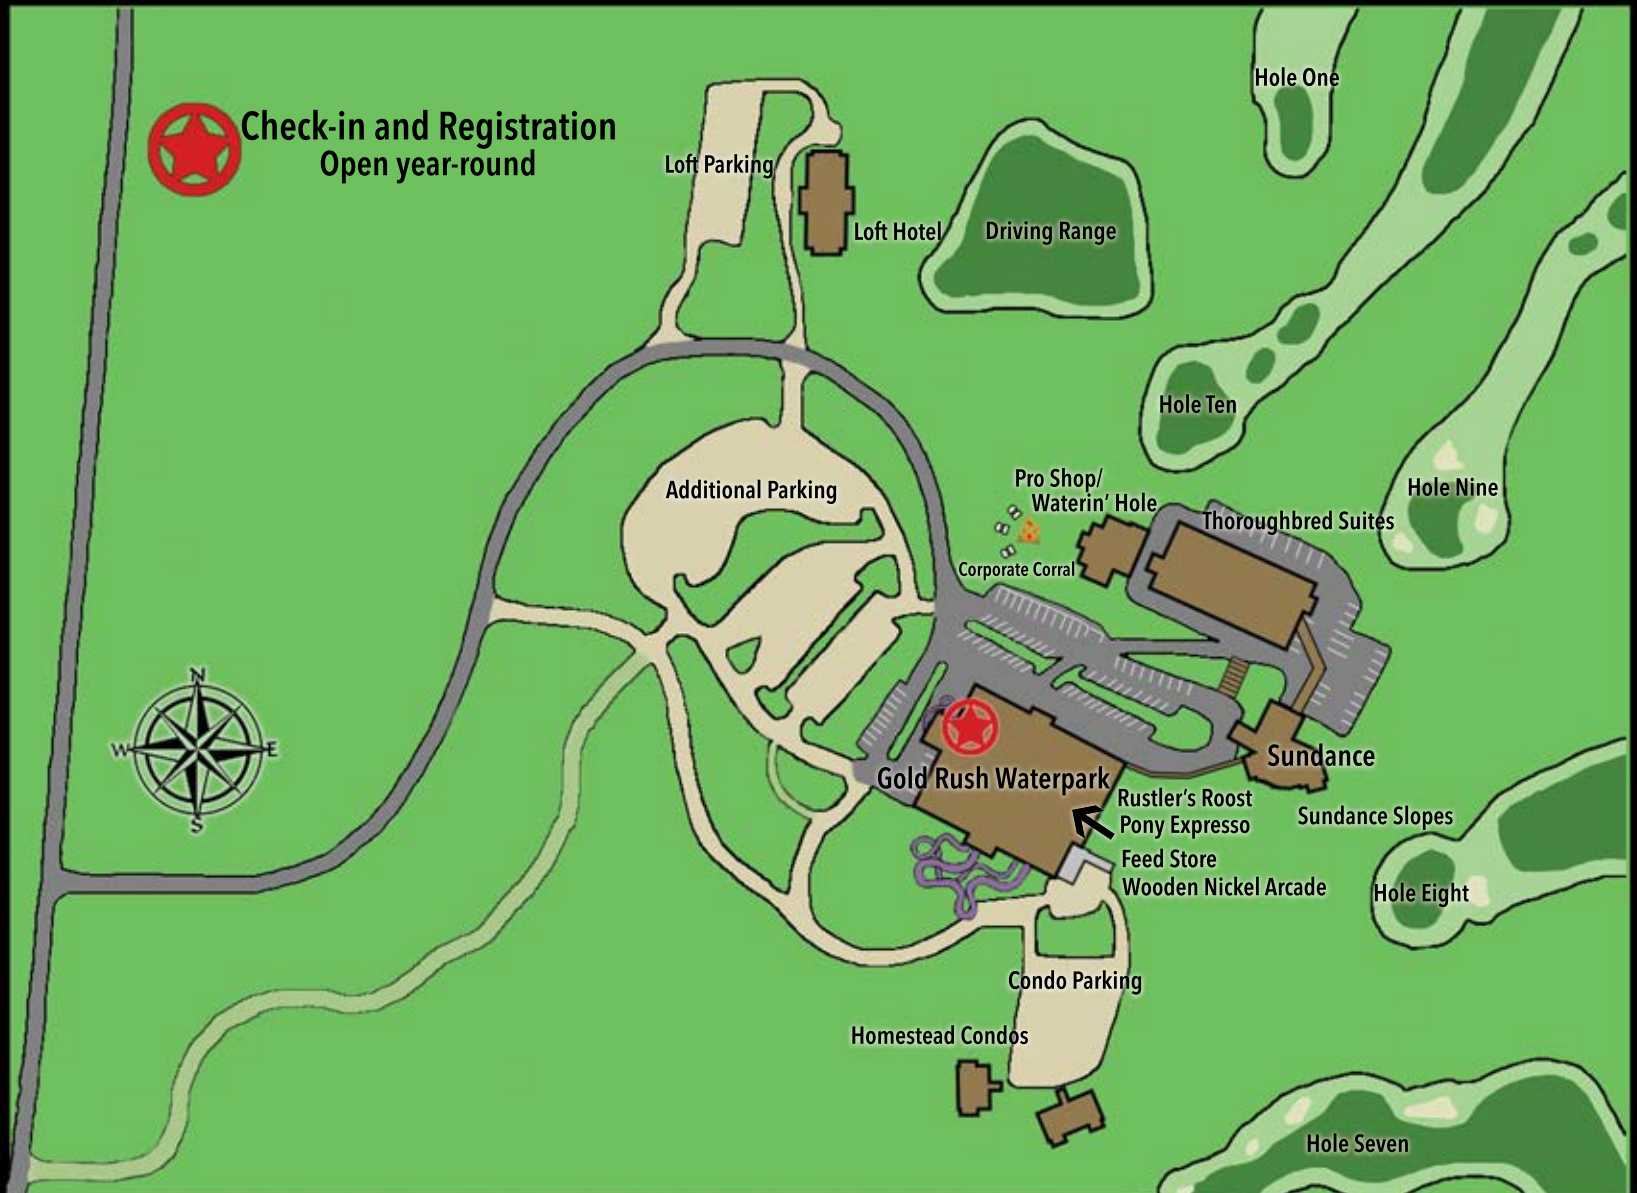 Check-in and Registration
Open year-round
Hole One
Loft Parking
Loft Hotel
Driving Range
Hole Ten
Hole Nine
Additional Parking
Pro Shop/
Waterin' Hole
Thoroughbred Suites
Corporate Corral
N
W
E
S
Gold Rush Waterpark
Sundance
Rustler's Roost
Pony Expresso
Sundance Slopes
Feed Store
Wooden Nickel Arcade
Hole Eight
Condo Parking
Homestead Condos
Hole Seven